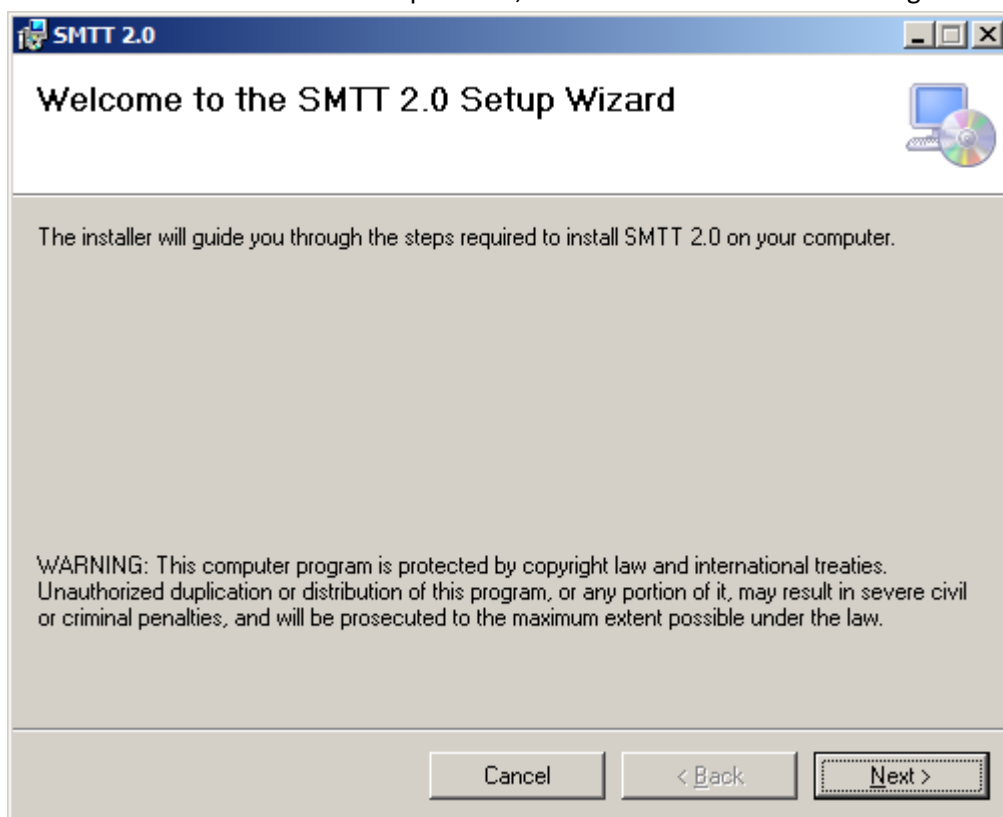 SMTT 2.0
Welcome to the SMTT 2.0 Setup Wizard
The installer will guide you through the steps required to install SMTT 2.0 on your computer.
WARNING: This computer program is protected by copyright law and international treaties.
Unauthorized duplication or distribution of this program, or any portion of it, may result in severe civil
or criminal penalties, and will be prosecuted to the maximum extent possible under the law.
Cancel < Back Next >